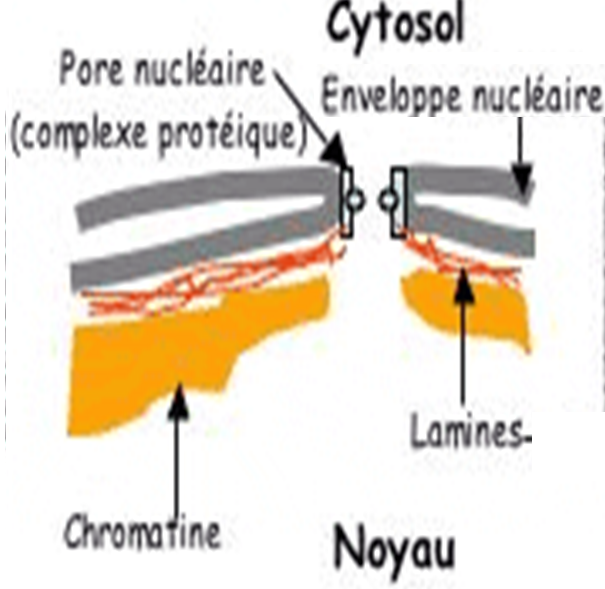 Cytosol
Pore nucléaire
(complexe protéique)
Enveloppe nucléaire
Lamines-
Chromatine
Noyau